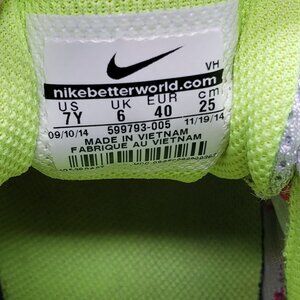 VH
nikebetterworld.com
US UK EUR cm
7Y 6 40 25
09/10/14 599793-005 11/19/14
MADE IN VIETNAM
FABRIQUE AU VIETNAM